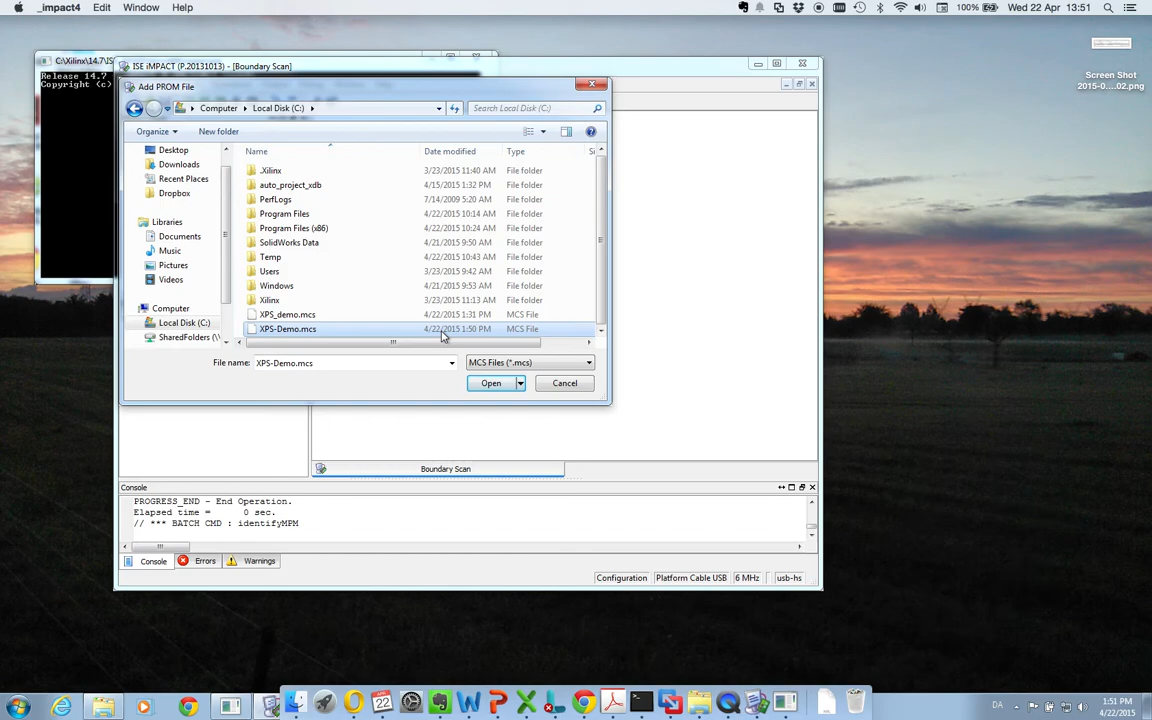 _impact4 Edit Window Help
100% Wed 22 Apr 13:51
Screen Shot
2015-0....02.png
C:\Xilinx\14.7\IS
Release 14.7
Copyright (c)
ISE iMPACT (P.20131013) - [Boundary Scan]
Add PROM File
Computer Local Disk (C:)
Search Local Disk (C:)
Organize New folder
Name Date modified Type Si
Desktop
Downloads
Recent Places
Dropbox
Libraries
Documents
Music
Pictures
Videos
Computer
Local Disk (C:)
SharedFolders (\\
.Xilinx 3/23/2015 11:40 AM File folder
auto_project_xdb 4/15/2015 1:32 PM File folder
PerfLogs 7/14/2009 5:20 AM File folder
Program Files 4/22/2015 10:14 AM File folder
Program Files (x86) 4/22/2015 10:24 AM File folder
SolidWorks Data 4/21/2015 9:50 AM File folder
Temp 4/22/2015 10:43 AM File folder
Users 3/23/2015 9:42 AM File folder
Windows 4/21/2015 9:53 AM File folder
Xilinx 3/23/2015 11:13 AM File folder
XPS_demo.mcs 4/22/2015 1:31 PM MCS File
XPS-Demo.mcs 4/22/2015 1:50 PM MCS File
File name: XPS-Demo.mcs MCS Files (*.mcs)
Open Cancel
Boundary Scan
Console
PROGRESS_END - End Operation.
Elapsed time = 0 sec.
// *** BATCH CMD : identifyMPM
Console Errors Warnings
Configuration Platform Cable USB 6 MHz usb-hs
22
DA 1:51 PM
4/22/2015